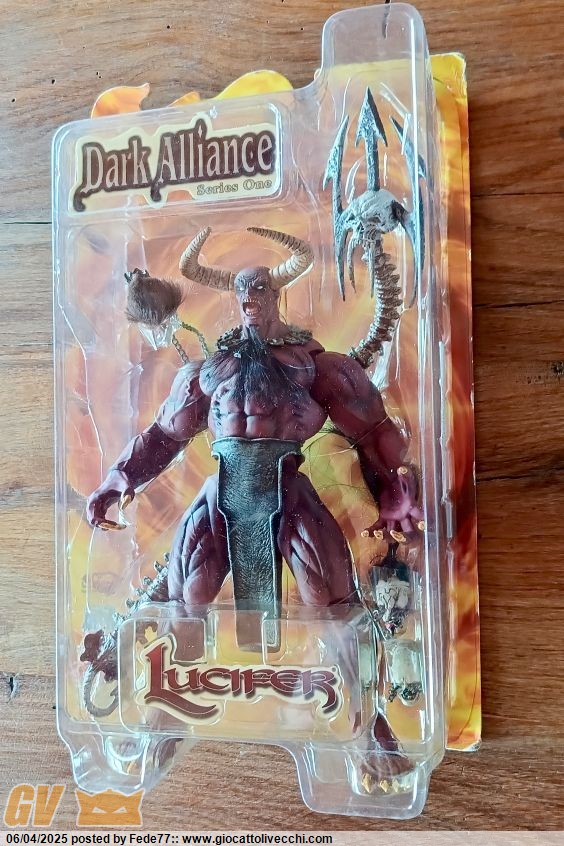 Dark Alliance
Series One
LUCIFER
GV
06/04/2025 posted by Fede77:: www.giocattolivecchi.com